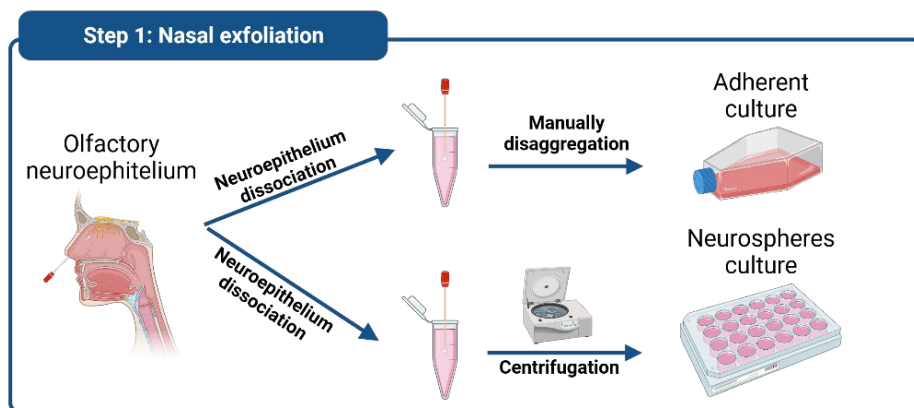 Step 1: Nasal exfoliation
Olfactory
neuroephitelium
Neuroepithelium
dissociation
Neuroepithelium
dissociation
Manually
disaggregation
Adherent
culture
Centrifugation
Neurospheres
culture